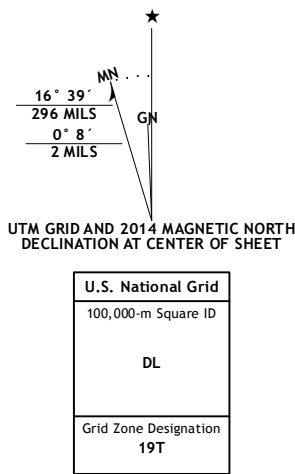 ★
MN
GN
16° 39´
296 MILS
0° 8´
2 MILS
UTM GRID AND 2014 MAGNETIC NORTH
DECLINATION AT CENTER OF SHEET
U.S. National Grid
100,000-m Square ID
DL
Grid Zone Designation
19T